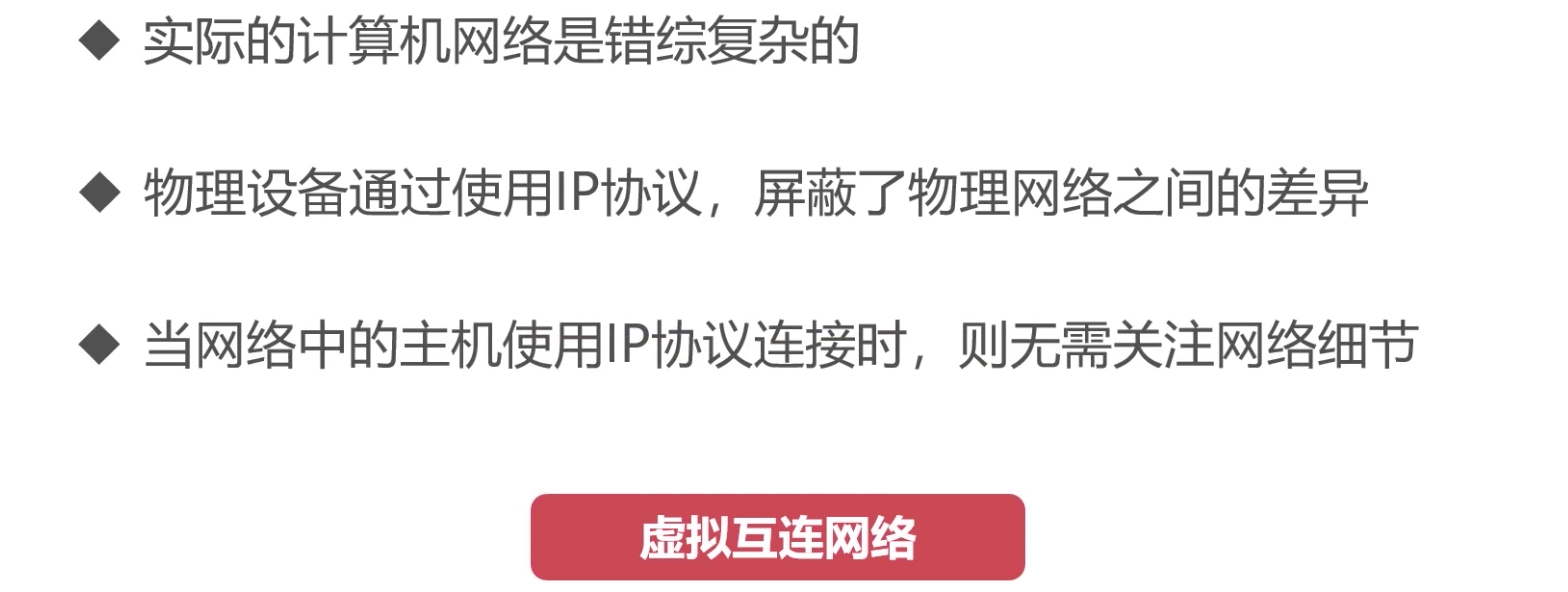 实际的计算机网络是错综复杂的
物理设备通过使用IP协议，屏蔽了物理网络之间的差异
当网络中的主机使用IP协议连接时，则无需关注网络细节
虚拟互连网络